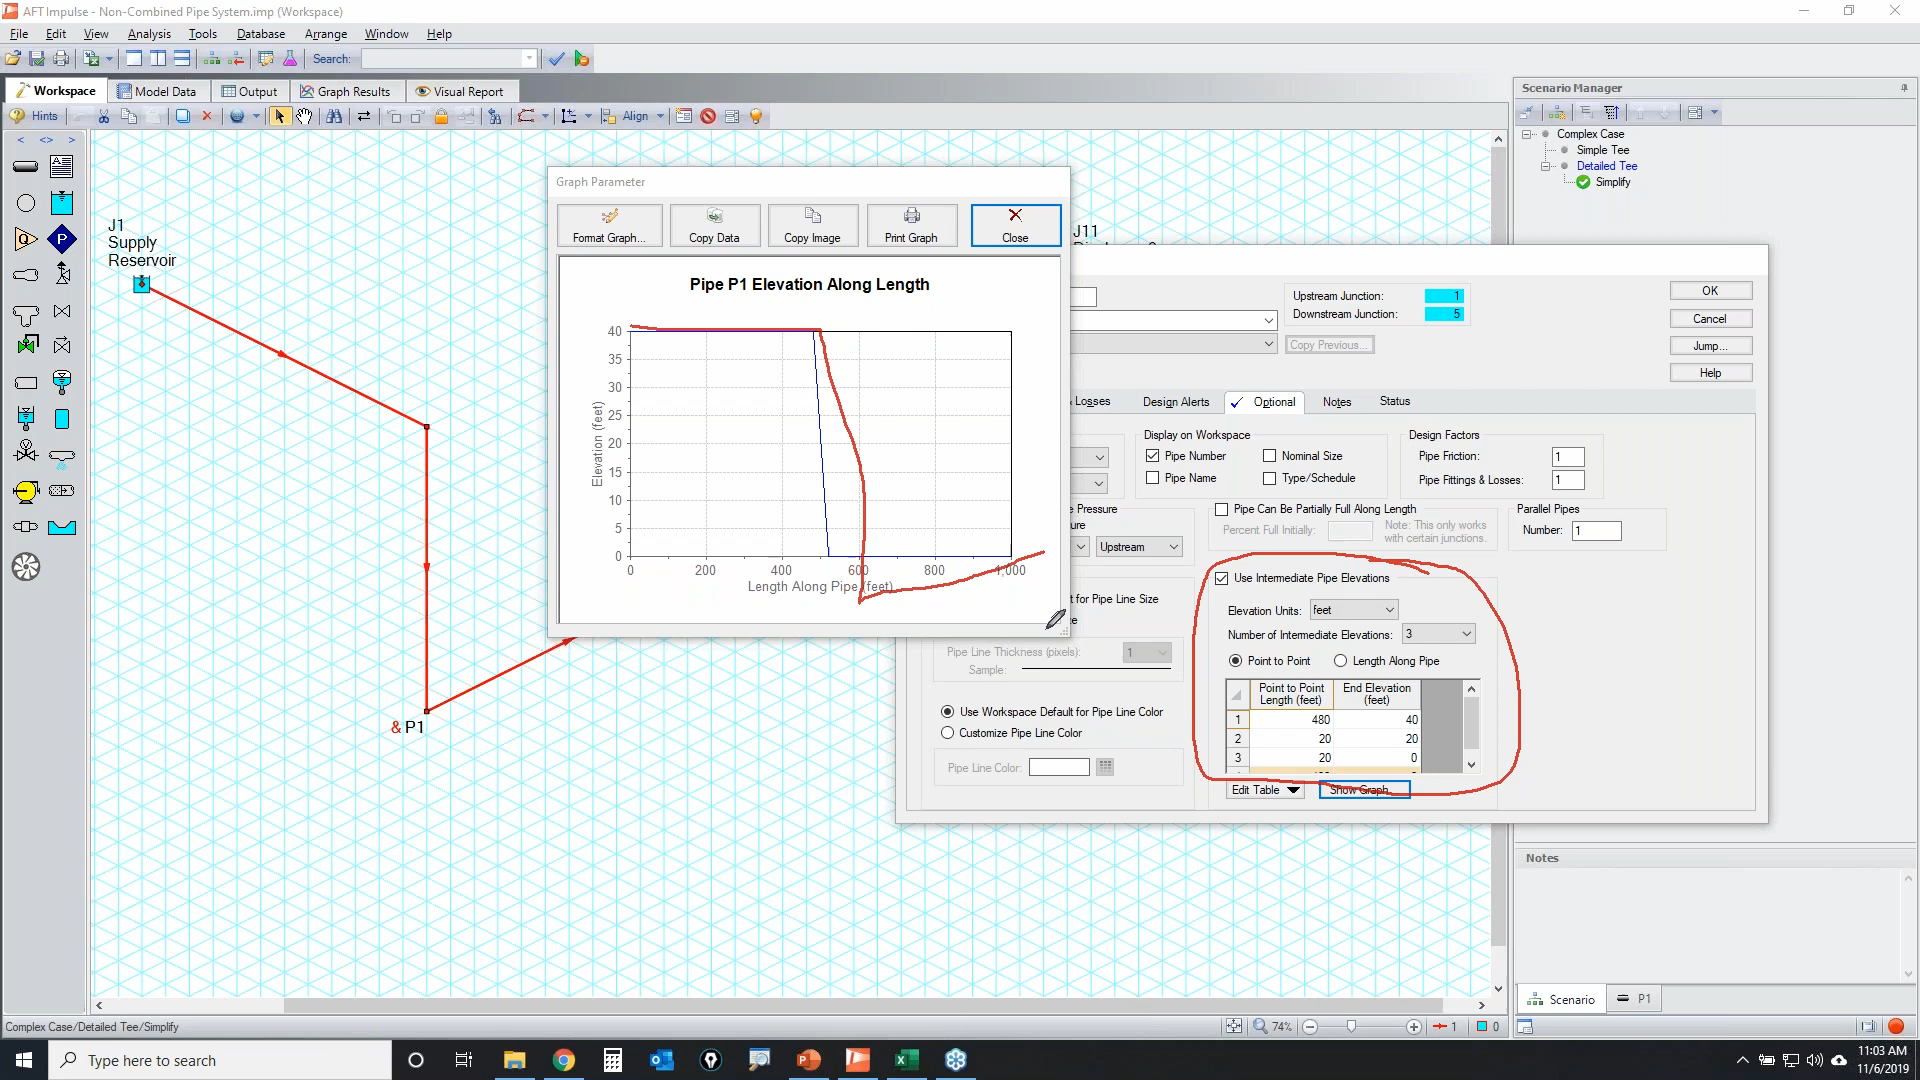 AFT Impulse - Non-Combined Pipe System.imp (Workspace)
File Edit View Analysis Tools Database Arrange Window Help
Search:
Workspace Model Data Output Graph Results Visual Report
Hints Align
J1
Supply
Reservoir
& P1
J11
Graph Parameter
Format Graph... Copy Data Copy Image Print Graph Close
Pipe P1 Elevation Along Length
Elevation (feet)
40
35
30
25
20
15
10
5
0
0 200 400 600 800 1,000
Length Along Pipe (feet)
Upstream Junction: 1
Downstream Junction: 5
Copy Previous...
OK
Cancel
Jump...
Help
& Losses Design Alerts Optional Notes Status
Display on Workspace
Pipe Number Nominal Size
Pipe Name Type/Schedule
Design Factors
Pipe Friction: 1
Pipe Fittings & Losses: 1
Pressure
Upstream
Pipe Can Be Partially Full Along Length
Percent Full Initially: Note: This only works
with certain junctions.
Parallel Pipes
Number: 1
for Pipe Line Size
Pipe Line Thickness (pixels): 1
Sample:
Use Workspace Default for Pipe Line Color
Customize Pipe Line Color
Pipe Line Color:
Use Intermediate Pipe Elevations
Elevation Units: feet
Number of Intermediate Elevations: 3
Point to Point Length Along Pipe
Point to Point
Length (feet) End Elevation
(feet)
1 480 40
2 20 20
3 20 0
Edit Table Show Graph
Scenario Manager
Complex Case
Simple Tee
Detailed Tee
Simplify
Notes
Scenario P1
Complex Case/Detailed Tee/Simplify
74% 1 0
Type here to search
11:03 AM
11/6/2019